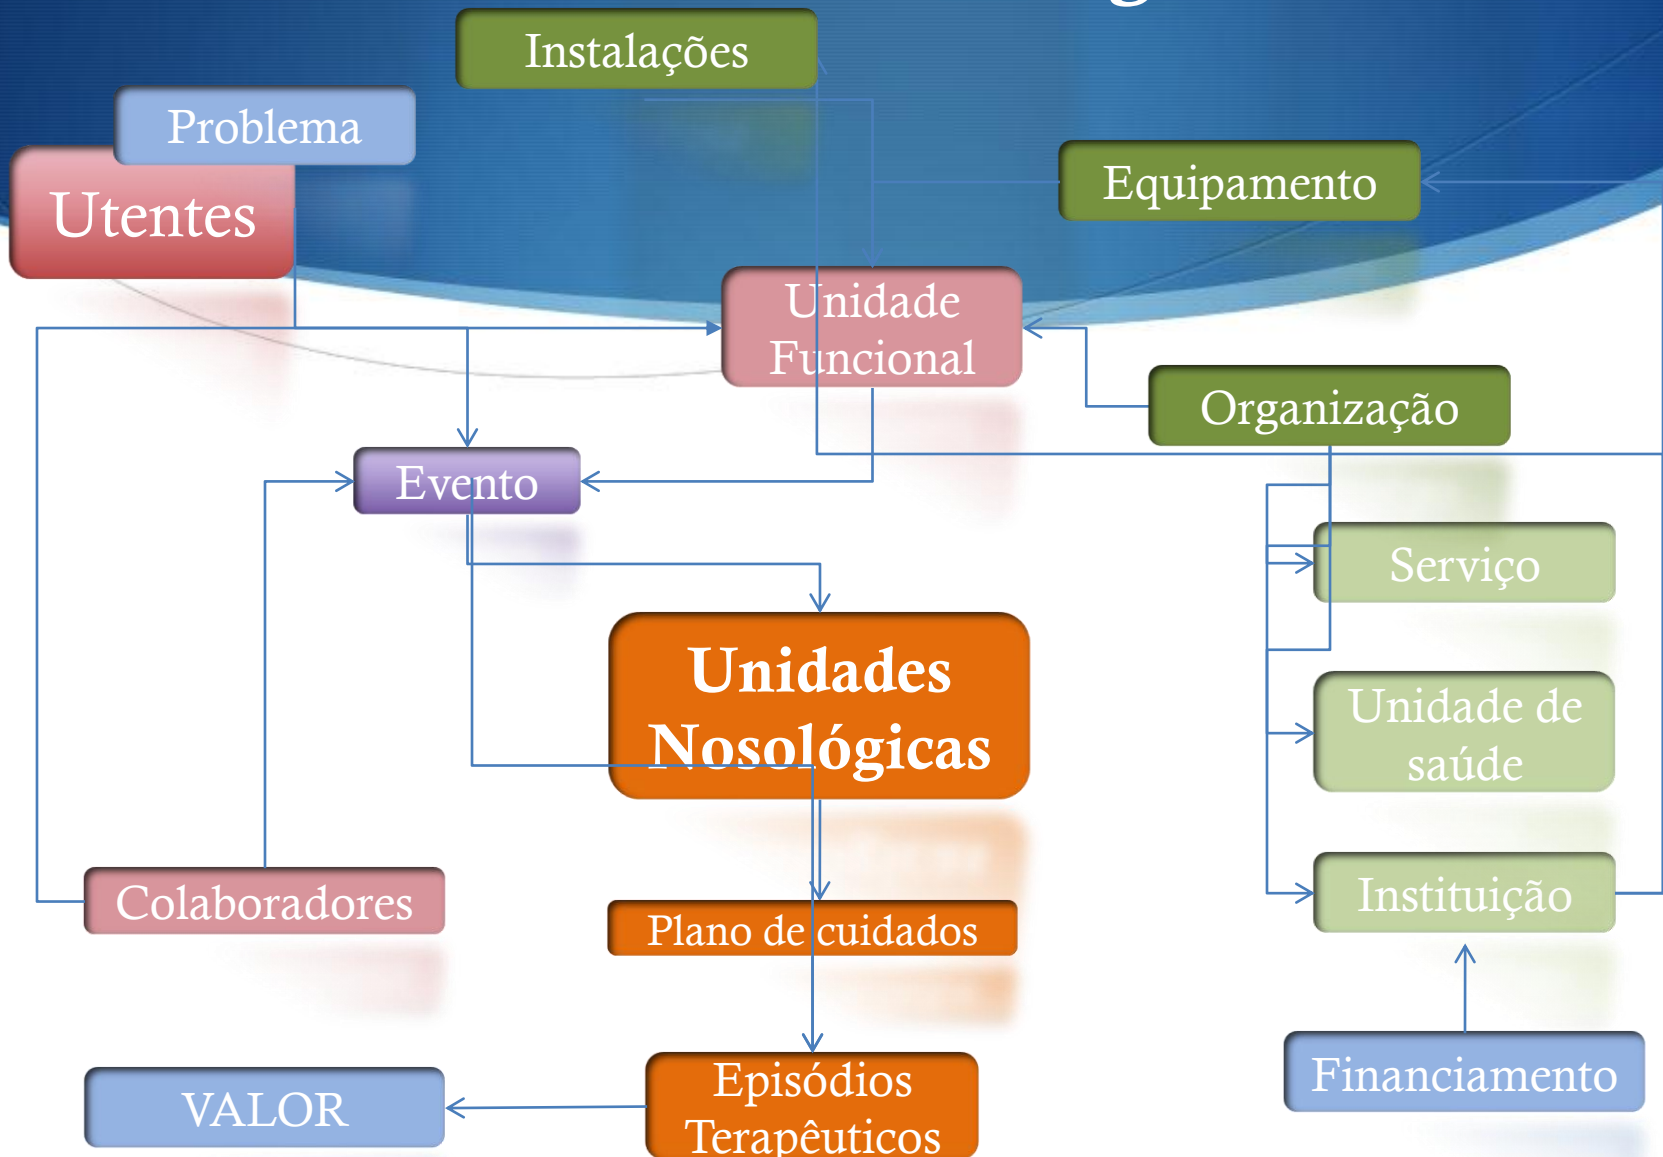 Instalações
Problema
Utentes
Equipamento
Unidade
Funcional
Organização
Evento
Serviço
Unidades
Nosológicas
Unidade de
saúde
Colaboradores
Plano de cuidados
Instituição
VALOR
Episódios
Terapêuticos
Financiamento